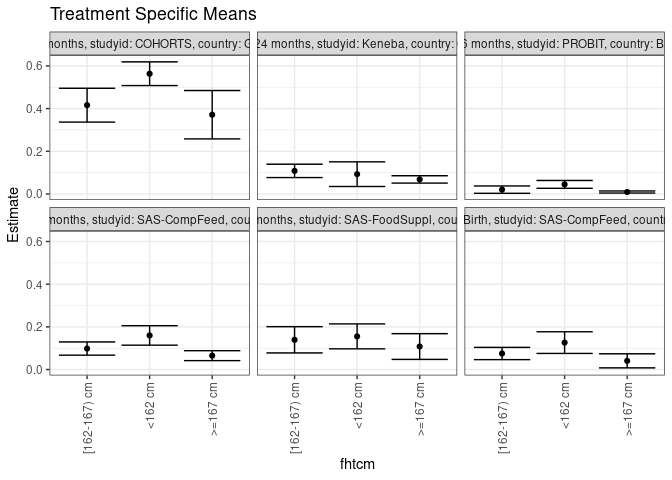 Treatment Specific Means
months, studyid: COHORTS, country: G
24 months, studyid: Keneba, country:
6 months, studyid: PROBIT, country: B
0.6
0.4
0.2
0.0
months, studyid: SAS-CompFeed, cou
months, studyid: SAS-FoodSuppl, cou
Birth, studyid: SAS-CompFeed, countr
0.6
0.4
0.2
0.0
Estimate
[162-167) cm
<162 cm
>=167 cm
[162-167) cm
<162 cm
>=167 cm
[162-167) cm
<162 cm
>=167 cm
fhtcm